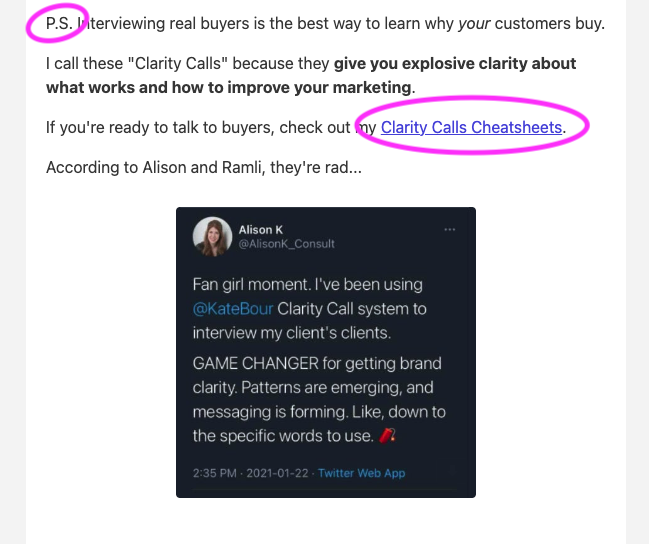 P.S. Interviewing real buyers is the best way to learn why your customers buy.
I call these "Clarity Calls" because they give you explosive clarity about
what works and how to improve your marketing.
If you're ready to talk to buyers, check out my Clarity Calls Cheatsheets.
According to Alison and Ramli, they're rad...
Alison K
@AlisonK_Consult
Fan girl moment. I've been using
@KateBour Clarity Call system to
interview my client's clients.
GAME CHANGER for getting brand
clarity. Patterns are emerging, and
messaging is forming. Like, down to
the specific words to use. 🧨
2:35 PM · 2021-01-22 · Twitter Web App